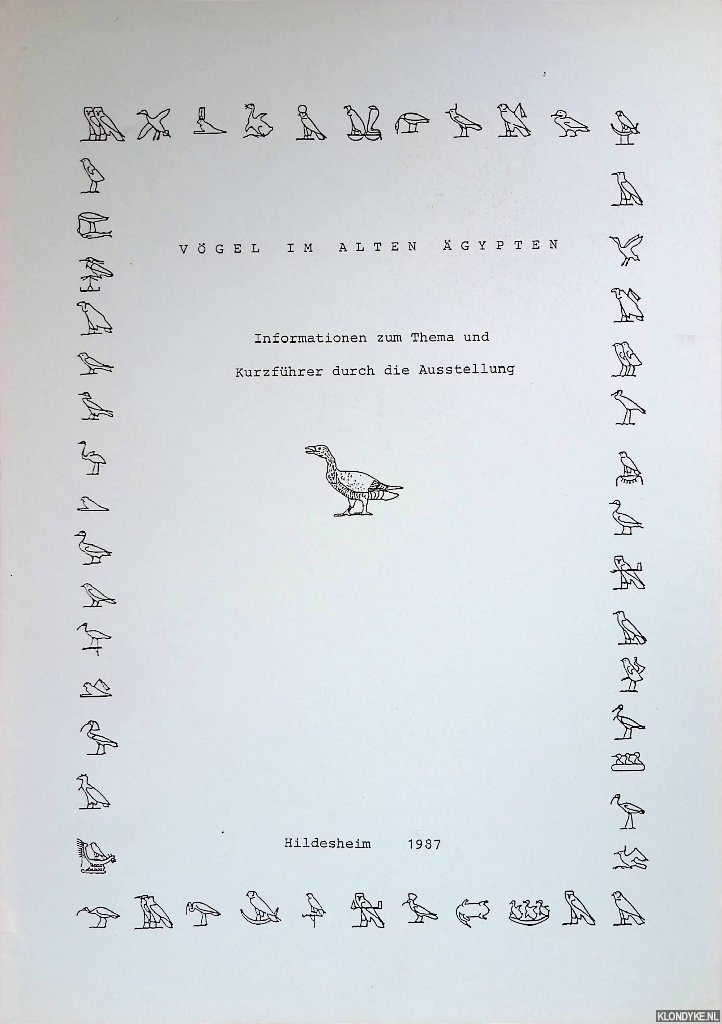 VÖGEL IM ALTEN ÄGYPTEN
Informationen zum Thema und
Kurzführer durch die Ausstellung
Hildesheim 1987
KLONDYKE.NL